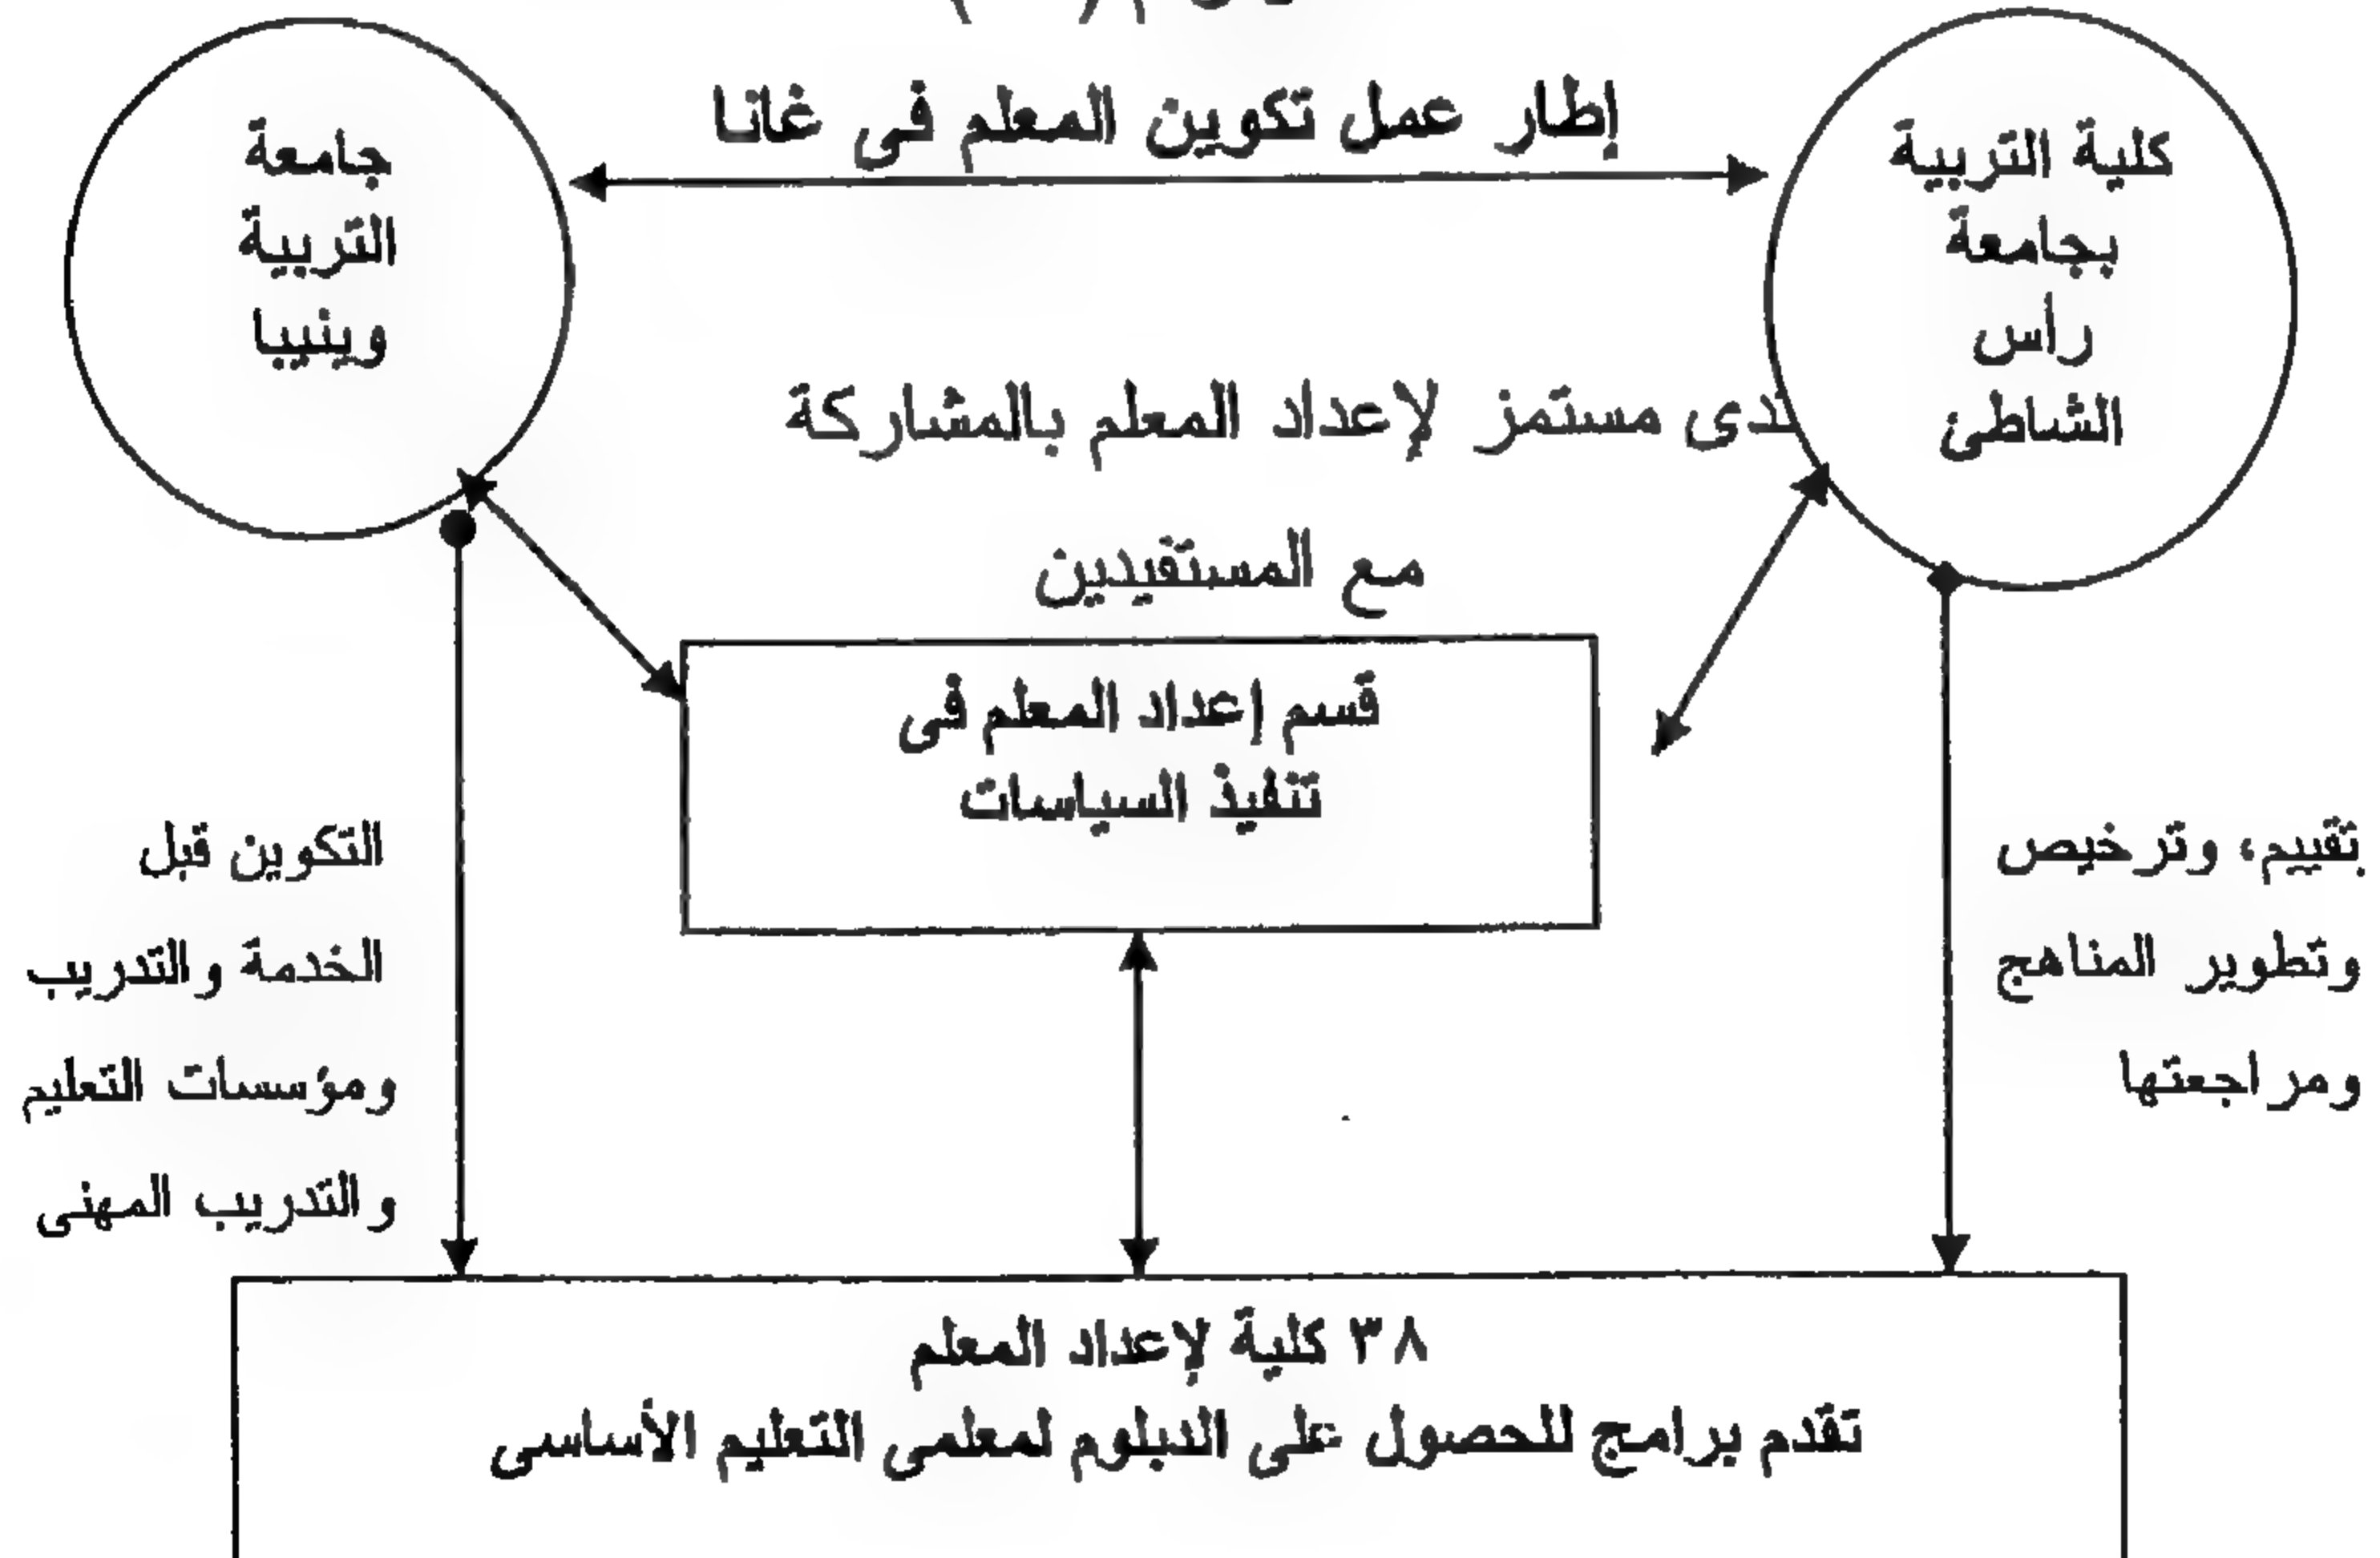 إطار عمل تكوين المعلم فى غانا
كلية التربية
بجامعة
رأس
الشاطئ
جامعة
التربية
وينيبا
مستمز لإعداد المعلم بالمشاركة
مع المستفيدين
قسم إعداد المعلم فى
تنفيذ السياسات
تقييم، وترخيص
وتطوير المناهج
ومراجعتها
التكوين قبل
الخدمة والتدريب
ومؤسسات التعليم
والتدريب المهنى
٣٨ كلية لإعداد المعلم
تقدم برامج للحصول على الدبلوم لمعلمى التعليم الأساسى